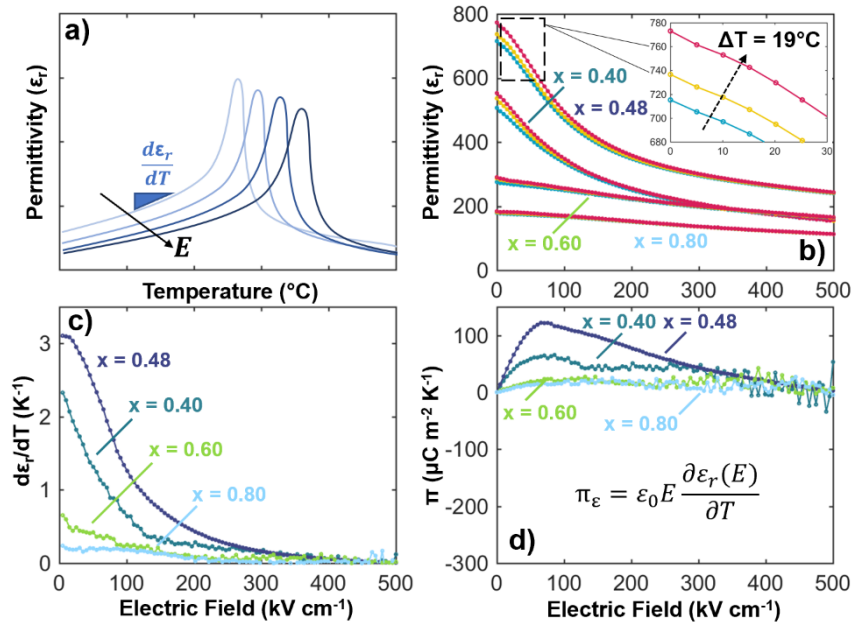 a)
Permittivity (εr)
dεr
dT
E
Temperature (°C)
800
600
400
200
0
Permittivity (εr)
780
760
740
720
700
680
0
10
20
30
ΔT = 19°C
x = 0.40
x = 0.48
x = 0.60
x = 0.80
b)
0
100
200
300
400
500
c)
3
2
1
0
dεr/dT (K-1)
x = 0.48
x = 0.40
x = 0.60
x = 0.80
0
100
200
300
400
500
Electric Field (kV cm-1)
100
0
-100
-200
-300
π (μC m-2 K-1)
x = 0.40
x = 0.48
x = 0.60
x = 0.80
πε = ε0E ∂εr(E)/∂T
d)
0
100
200
300
400
500
Electric Field (kV cm-1)